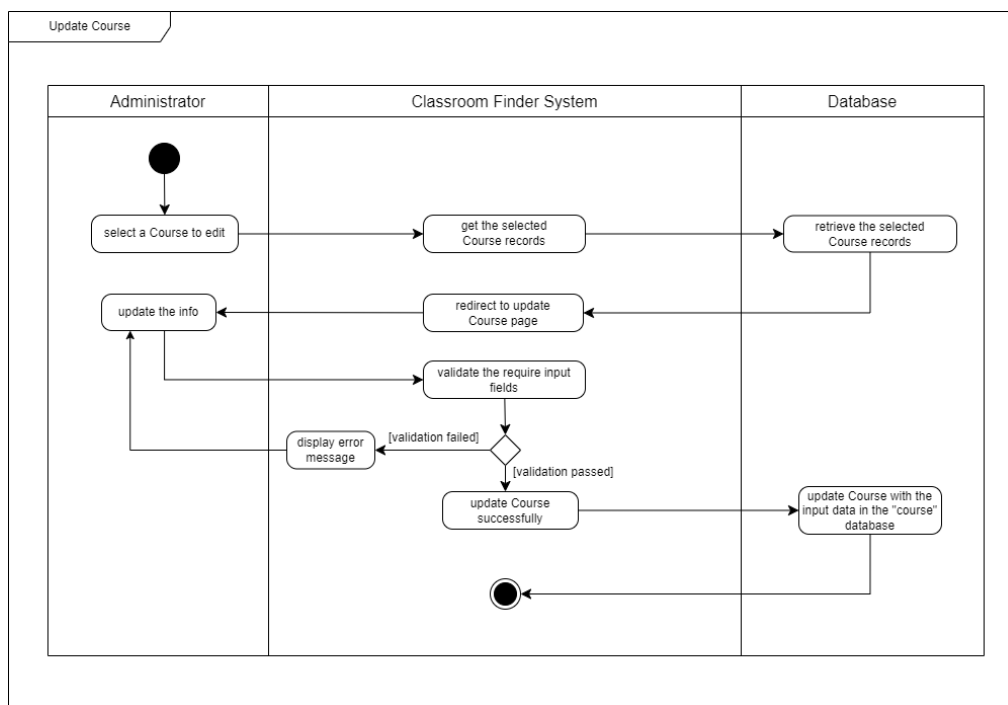 Update Course
Administrator
Classroom Finder System
Database
select a Course to edit
get the selected
Course records
retrieve the selected
Course records
update the info
redirect to update
Course page
validate the require input
fields
display error
message
[validation failed]
[validation passed]
update Course
successfully
update Course with the
input data in the "course"
database